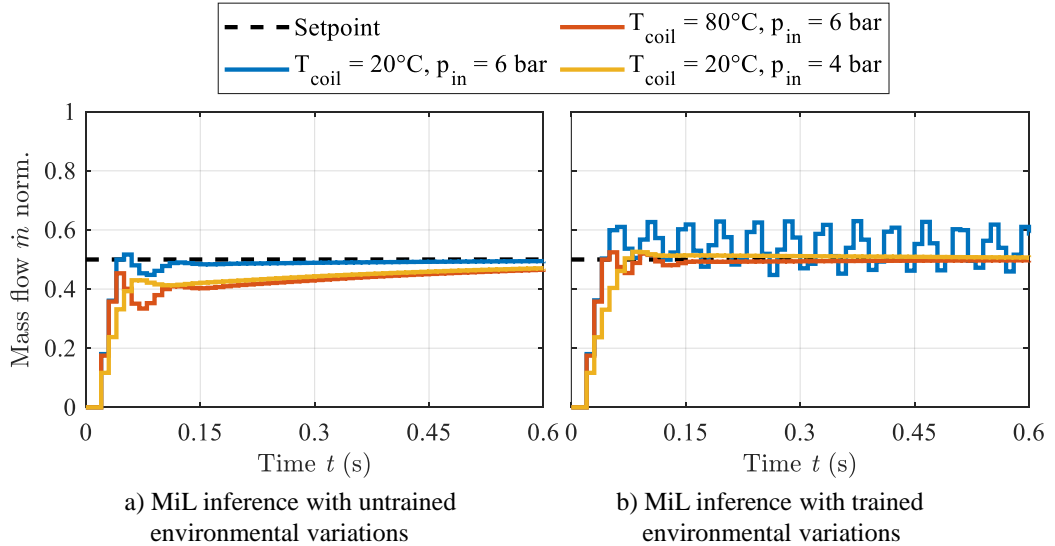 Setpoint
T_coil = 80°C, p_in = 6 bar
T_coil = 20°C, p_in = 6 bar
T_coil = 20°C, p_in = 4 bar
Mass flow ṁ norm.
1
0.8
0.6
0.4
0.2
0
0 0.15 0.3 0.45 0.6
Time t (s)
0 0.15 0.3 0.45 0.6
Time t (s)
a) MiL inference with untrained
environmental variations
b) MiL inference with trained
environmental variations